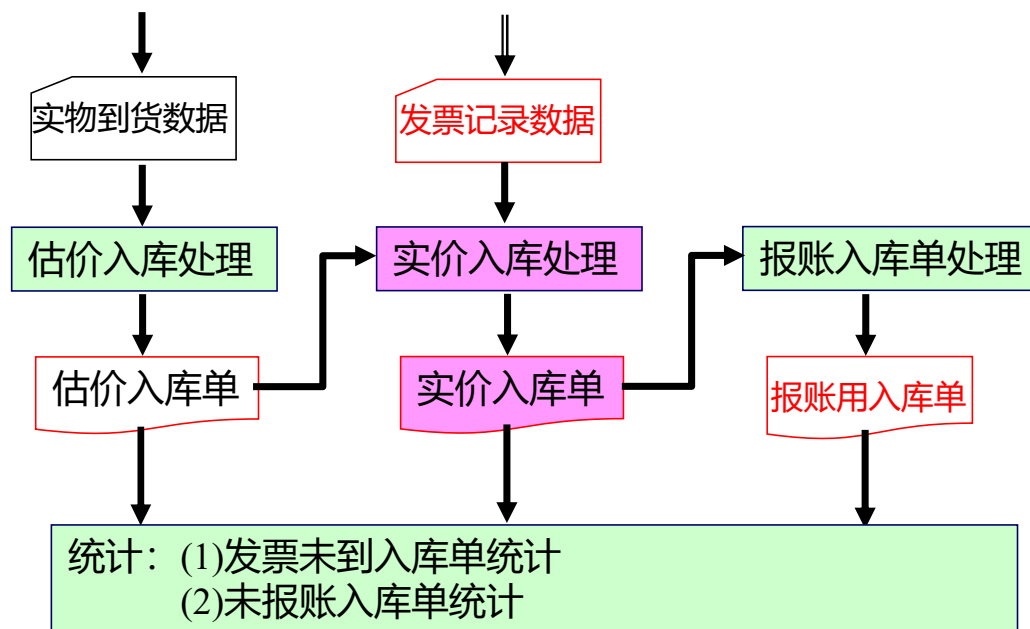 实物到货数据
发票记录数据
估价入库处理
实价入库处理
报账入库单处理
估价入库单
实价入库单
报账用入库单
统计：(1)发票未到入库单统计
(2)未报账入库单统计